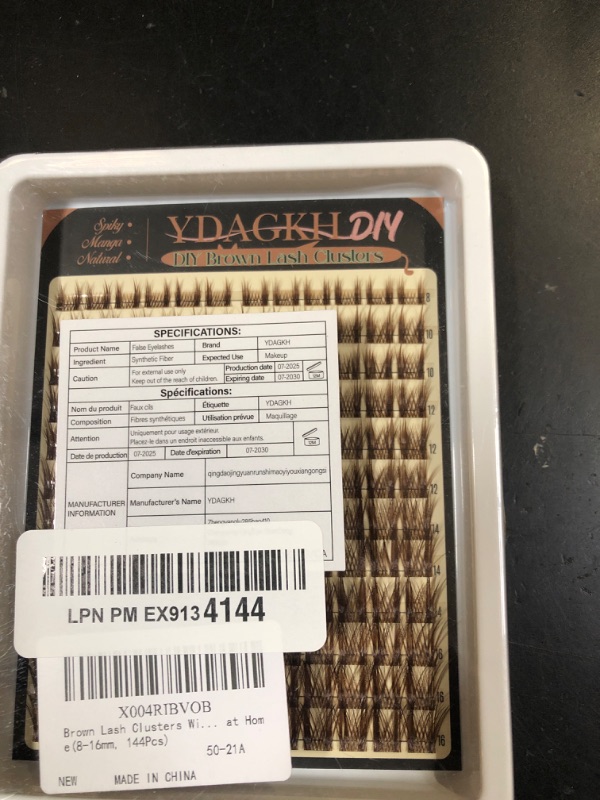 Spiky •
Manga •
Natural •
YDAGKH DIY
DIY Brown Lash Clusters
8
10
10
12
12
12
14
14
16
16
16
SPECIFICATIONS:
Product Name False Eyelashes Brand YDAGKH
Ingredient Synthetic Fiber Expected Use Makeup
Caution For external use only
Keep out of the reach of children.
Production date 07-2025
Expiring date 07-2030
Spécifications:
Nom du produit Faux cils Étiquette YDAGKH
Composition Fibres synthétiques Utilisation prévue Maquillage
Attention Uniquement pour usage extérieur.
Placez-le dans un endroit inaccessible aux enfants.
Date de production 07-2025 Date d'expiration 07-2030
MANUFACTURER INFORMATION
Company Name qingdaojingyuanrunshimaoyiyouxiangongsi
Manufacturer's Name YDAGKH
LPN PM EX9134144
X004RIBVOB
Brown Lash Clusters Wi... at Hom
e(8-16mm, 144Pcs)
50-21A
NEW MADE IN CHINA